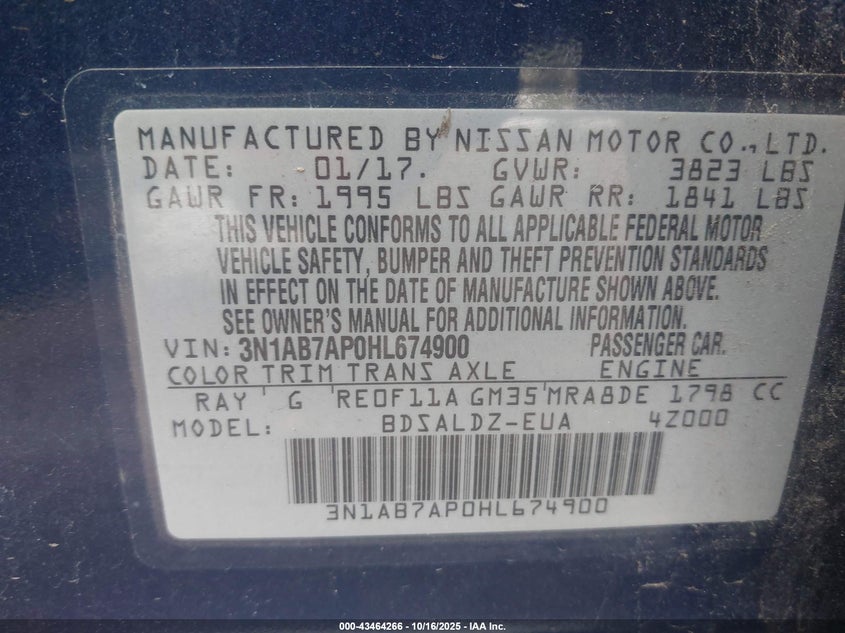 MANUFACTURED BY NISSAN MOTOR CO., LTD.
DATE: 01/17. GVWR: 3823 LBS
GAWR FR: 1995 LBS GAWR RR: 1841 LBS
THIS VEHICLE CONFORMS TO ALL APPLICABLE FEDERAL MOTOR
VEHICLE SAFETY, BUMPER AND THEFT PREVENTION STANDARDS
IN EFFECT ON THE DATE OF MANUFACTURE SHOWN ABOVE.
SEE OWNER'S MANUAL FOR ADDITIONAL INFORMATION.
VIN: 3N1AB7AP0HL674900 PASSENGER CAR.
COLOR TRIM TRANS AXLE ENGINE
RAY G RE0F11A GM35 MRA8DE 1798 CC
MODEL: BDSALDZ-EUA 4Z000
3N1AB7AP0HL674900
000-43464266 - 10/16/2025 - IAA Inc.